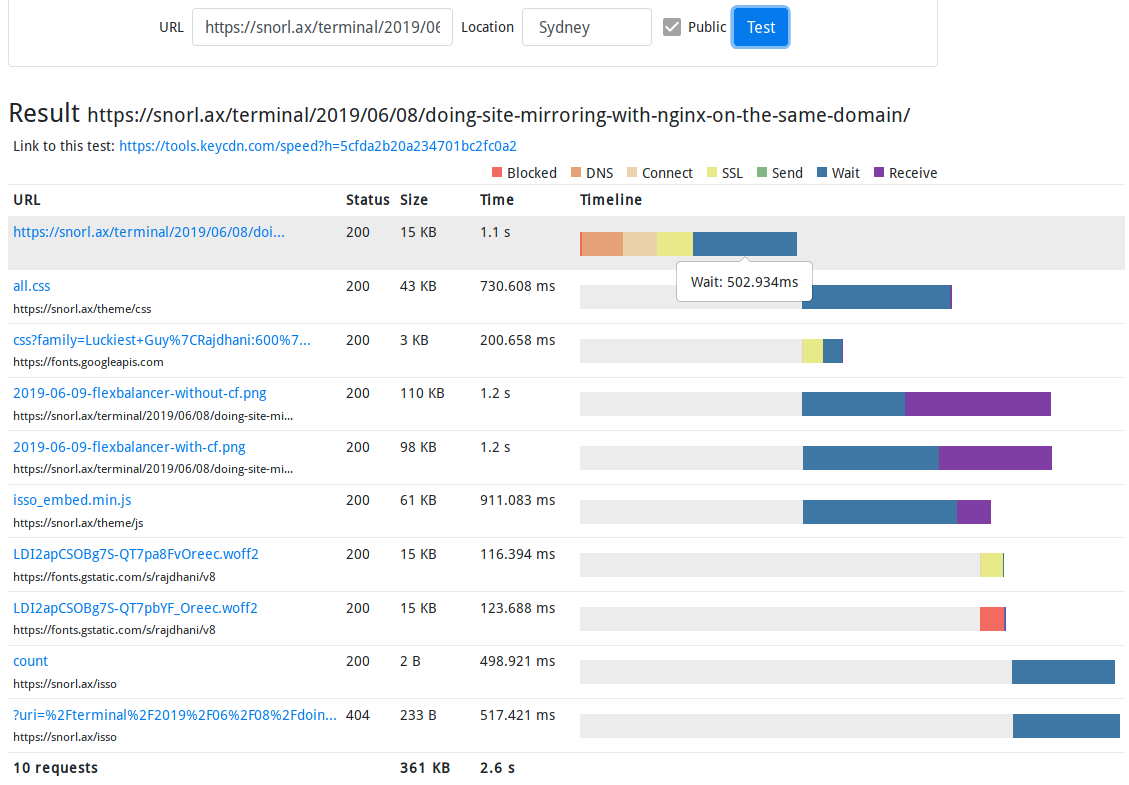 URL https://snorl.ax/terminal/2019/06 Location Sydney Public Test
Result https://snorl.ax/terminal/2019/06/08/doing-site-mirroring-with-nginx-on-the-same-domain/
Link to this test: https://tools.keycdn.com/speed?h=5cfda2b20a234701bc2fc0a2
Blocked DNS Connect SSL Send Wait Receive
URL Status Size Time Timeline
https://snorl.ax/terminal/2019/06/08/doi... 200 15 KB 1.1 s
Wait: 502.934ms
all.css 200 43 KB 730.608 ms
https://snorl.ax/theme/css
css?family=Luckiest+Guy%7CRajdhani:600%7... 200 3 KB 200.658 ms
https://fonts.googleapis.com
2019-06-09-flexbalancer-without-cf.png 200 110 KB 1.2 s
https://snorl.ax/terminal/2019/06/08/doing-site-mi...
2019-06-09-flexbalancer-with-cf.png 200 98 KB 1.2 s
https://snorl.ax/terminal/2019/06/08/doing-site-mi...
isso_embed.min.js 200 61 KB 911.083 ms
https://snorl.ax/theme/js
LDI2apCSOBg7S-QT7pa8FvOreec.woff2 200 15 KB 116.394 ms
https://fonts.gstatic.com/s/rajdhani/v8
LDI2apCSOBg7S-QT7pbYF_Oreec.woff2 200 15 KB 123.688 ms
https://fonts.gstatic.com/s/rajdhani/v8
count 200 2 B 498.921 ms
https://snorl.ax/isso
?uri=%2Fterminal%2F2019%2F06%2F08%2Fdoin... 404 233 B 517.421 ms
https://snorl.ax/isso
10 requests 361 KB 2.6 s